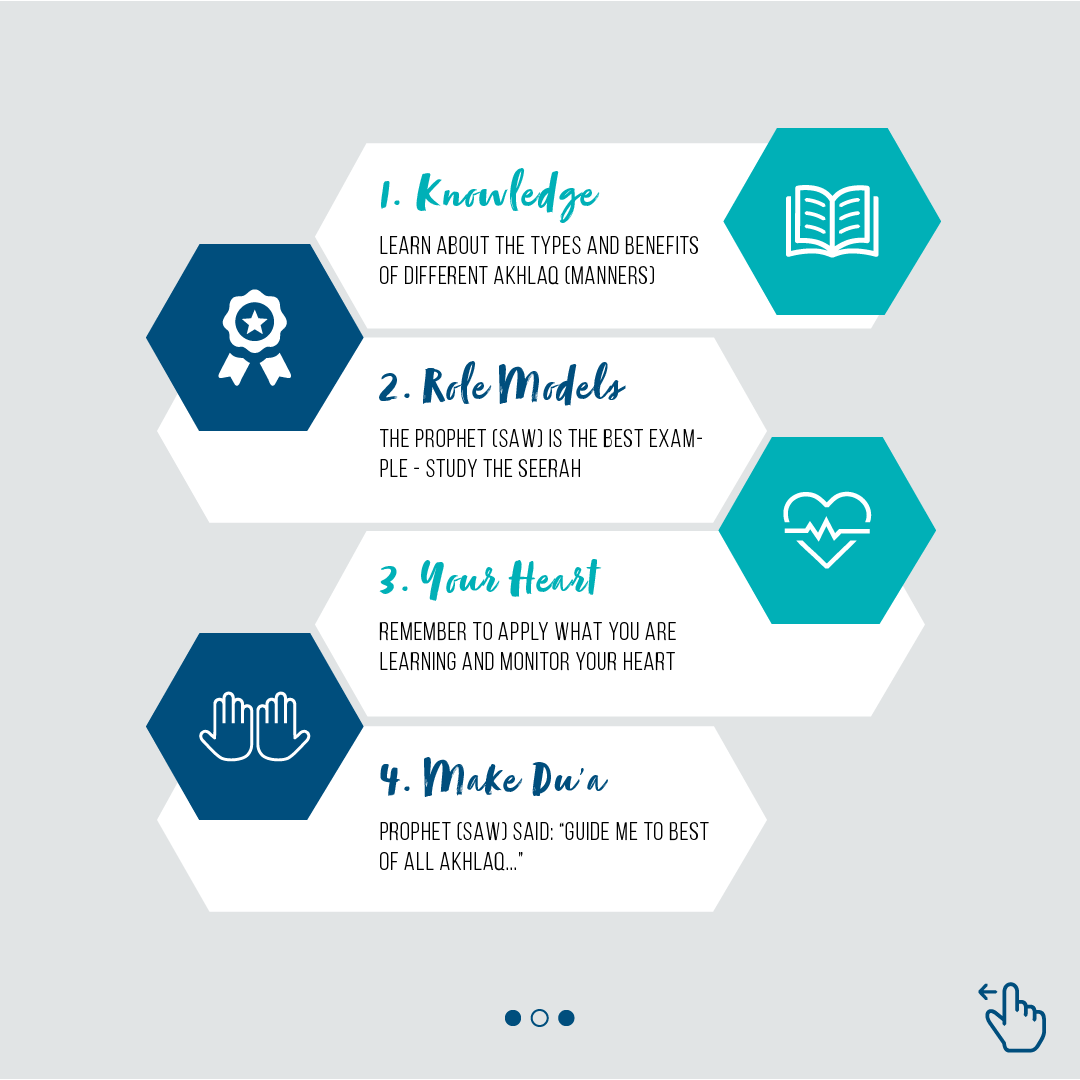 1. Knowledge
LEARN ABOUT THE TYPES AND BENEFITS
OF DIFFERENT AKHLAQ (MANNERS)
2. Role Models
THE PROPHET (SAW) IS THE BEST EXAM-
PLE - STUDY THE SEERAH
3. Your Heart
REMEMBER TO APPLY WHAT YOU ARE
LEARNING AND MONITOR YOUR HEART
4. Make Du'a
PROPHET (SAW) SAID: “GUIDE ME TO BEST
OF ALL AKHLAQ...”